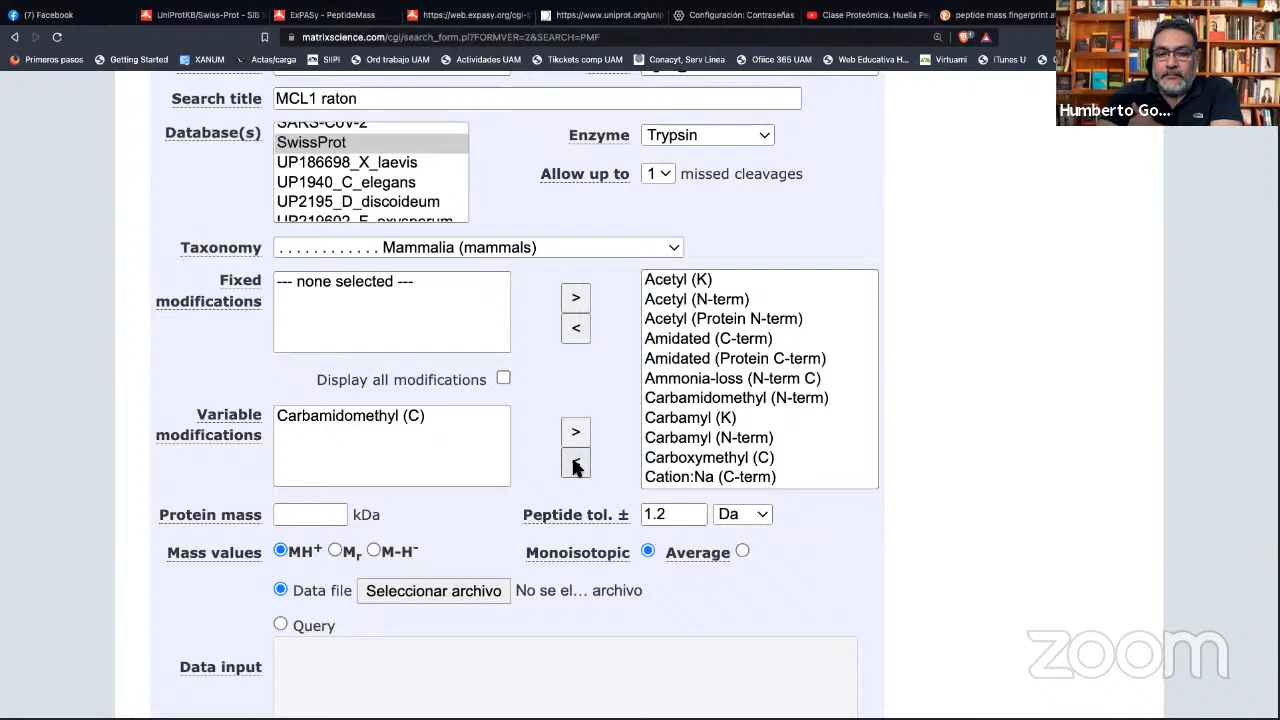 (7) Facebook
UniProtKB/Swiss-Prot - SIB S
ExPASy - PeptideMass
https://web.expasy.org/cgi-b
https://www.uniprot.org/unip
Configuración: Contraseñas
Clase Proteómica. Huella Pe
peptide mass fingerprint at
matrixscience.com/cgi/search_form.pl?FORMVER=2&SEARCH=PMF
Primeros pasos
Getting Started
XANUM
Actas/carga
SIIPI
Ord tradajo UAM
Actividades UAM
Tikckets comp UAM
Conacyt, Serv Linea
Office 365 UAM
Web Educativa H...
Virtuami
iTunes U
Humberto Go...
Search title
MCL1 raton
Database(s)
SARS-CoV-2
SwissProt
UP186698_X_laevis
UP1940_C_elegans
UP2195_D_discoideum
UP219602_F_oxysporum
Enzyme
Trypsin
Allow up to
1
missed cleavages
Taxonomy
. . . . . . . . . . . . Mammalia (mammals)
Fixed
modifications
--- none selected ---
>
<
Display all modifications
Variable
modifications
Carbamidomethyl (C)
>
<
Acetyl (K)
Acetyl (N-term)
Acetyl (Protein N-term)
Amidated (C-term)
Amidated (Protein C-term)
Ammonia-loss (N-term C)
Carbamidomethyl (N-term)
Carbamyl (K)
Carbamyl (N-term)
Carboxymethyl (C)
Cation:Na (C-term)
Protein mass
kDa
Peptide tol. ±
1.2
Da
Mass values
MH+
Mr
M-H-
Monoisotopic
Average
Data file
Seleccionar archivo
No se el... archivo
Query
Data input
zoom